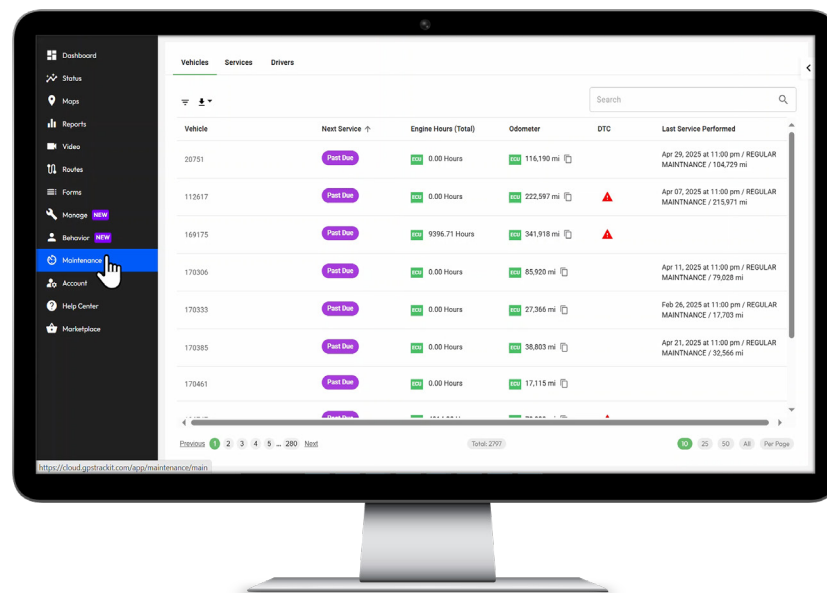 Dashboard
Status
Maps
Reports
Video
Routes
Forms
Manage NEW
Behavior NEW
Maintenance
Account
Help Center
Marketplace
Vehicles Services Drivers
Search
Vehicle Next Service Engine Hours (Total) Odometer DTC Last Service Performed
20751 Past Due ECU 0.00 Hours ECU 116,190 mi Apr 29, 2025 at 11:00 pm / REGULAR
MAINTNANCE / 104,729 mi
112617 Past Due ECU 0.00 Hours ECU 222,597 mi Apr 07, 2025 at 11:00 pm / REGULAR
MAINTNANCE / 215,971 mi
169175 Past Due ECU 9396.71 Hours ECU 341,918 mi
170306 Past Due ECU 0.00 Hours ECU 85,920 mi Apr 11, 2025 at 11:00 pm / REGULAR
MAINTNANCE / 79,028 mi
170333 Past Due ECU 0.00 Hours ECU 27,366 mi Feb 26, 2025 at 11:00 pm / REGULAR
MAINTNANCE / 17,703 mi
170385 Past Due ECU 0.00 Hours ECU 38,803 mi Apr 21, 2025 at 11:00 pm / REGULAR
MAINTNANCE / 32,566 mi
170461 Past Due ECU 0.00 Hours ECU 17,115 mi
Past Due
Previous 1 2 3 4 5 ... 280 Next Total: 2797 10 25 50 All Per Page
https://cloud.gpstrackit.com/app/maintenance/main